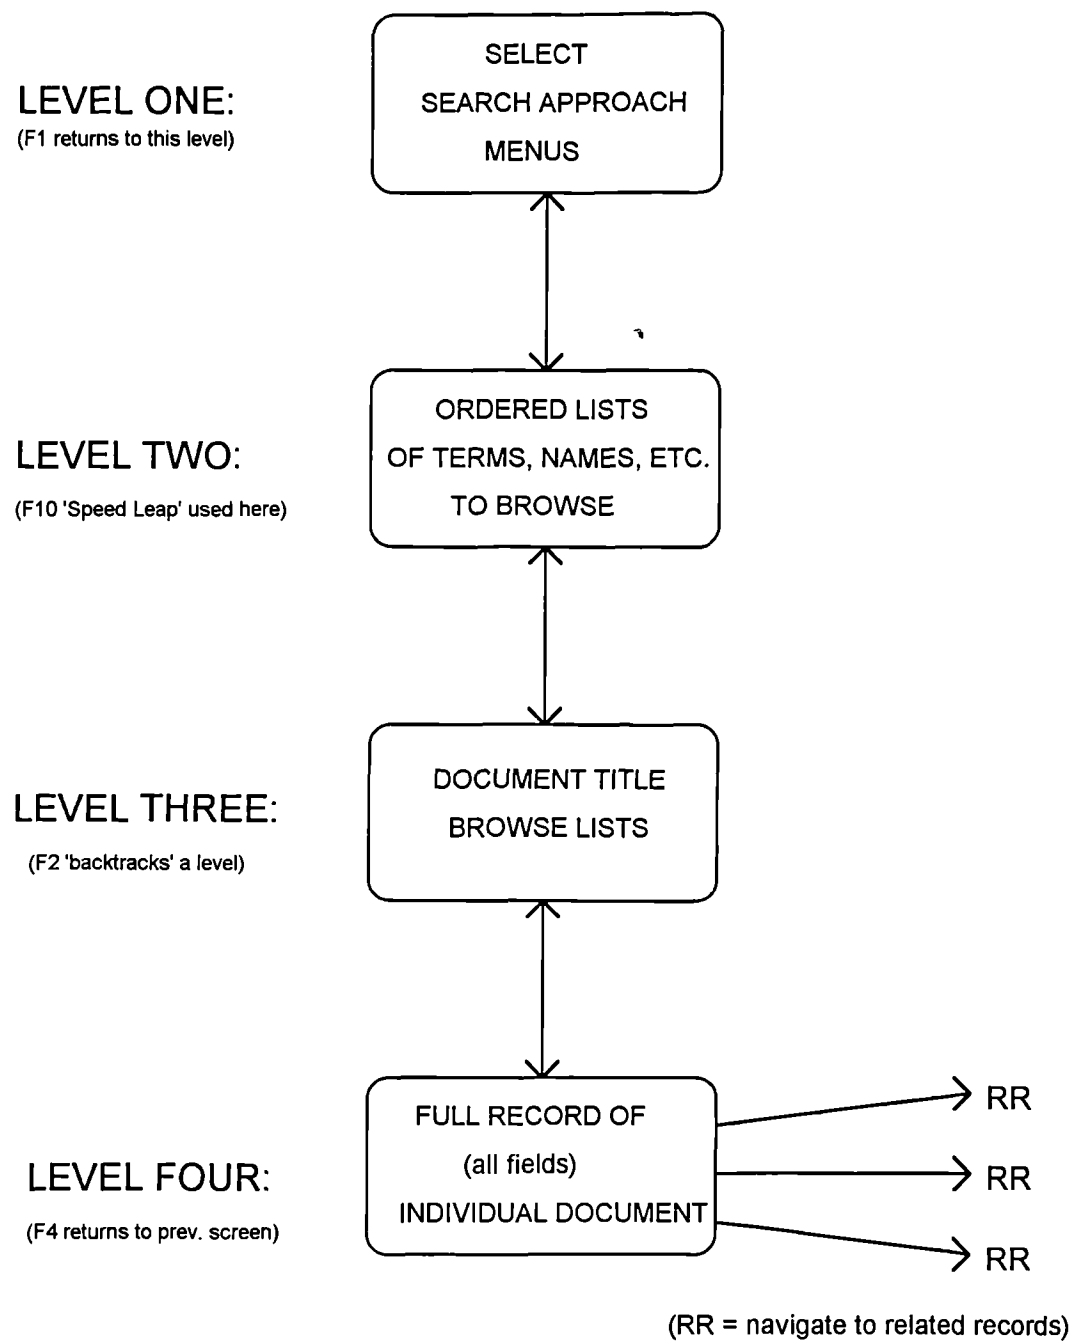 SELECT
SEARCH APPROACH
MENUS
LEVEL ONE:
(F1 returns to this level)
ORDERED LISTS
OF TERMS, NAMES, ETC.
TO BROWSE
LEVEL TWO:
(F10 'Speed Leap' used here)
DOCUMENT TITLE
BROWSE LISTS
LEVEL THREE:
(F2 'backtracks' a level)
FULL RECORD OF
(all fields)
INDIVIDUAL DOCUMENT
LEVEL FOUR:
(F4 returns to prev. screen)
RR
RR
RR
(RR = navigate to related records)